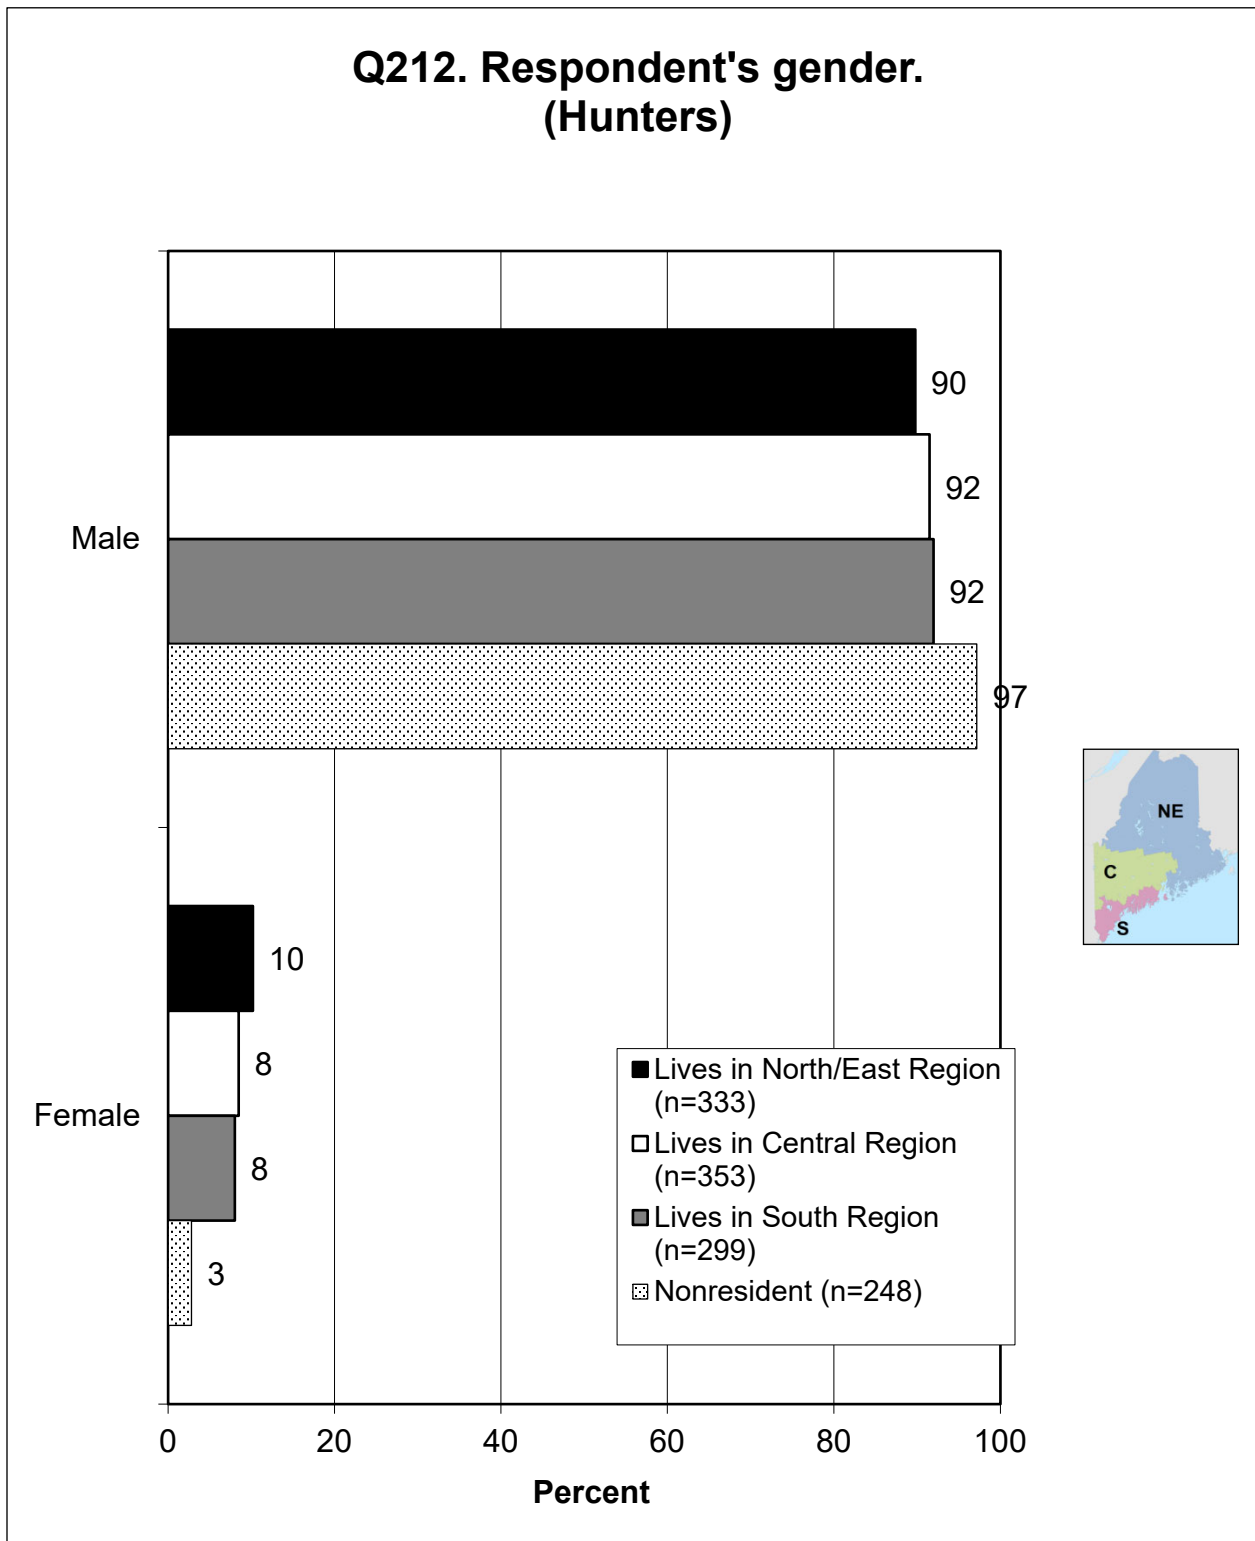 Q212. Respondent's gender.
(Hunters)
90
92
Male
92
97
NE
C
S
10
8
Female
8
3
Lives in North/East Region
(n=333)
Lives in Central Region
(n=353)
Lives in South Region
(n=299)
Nonresident (n=248)
0 20 40 60 80 100
Percent